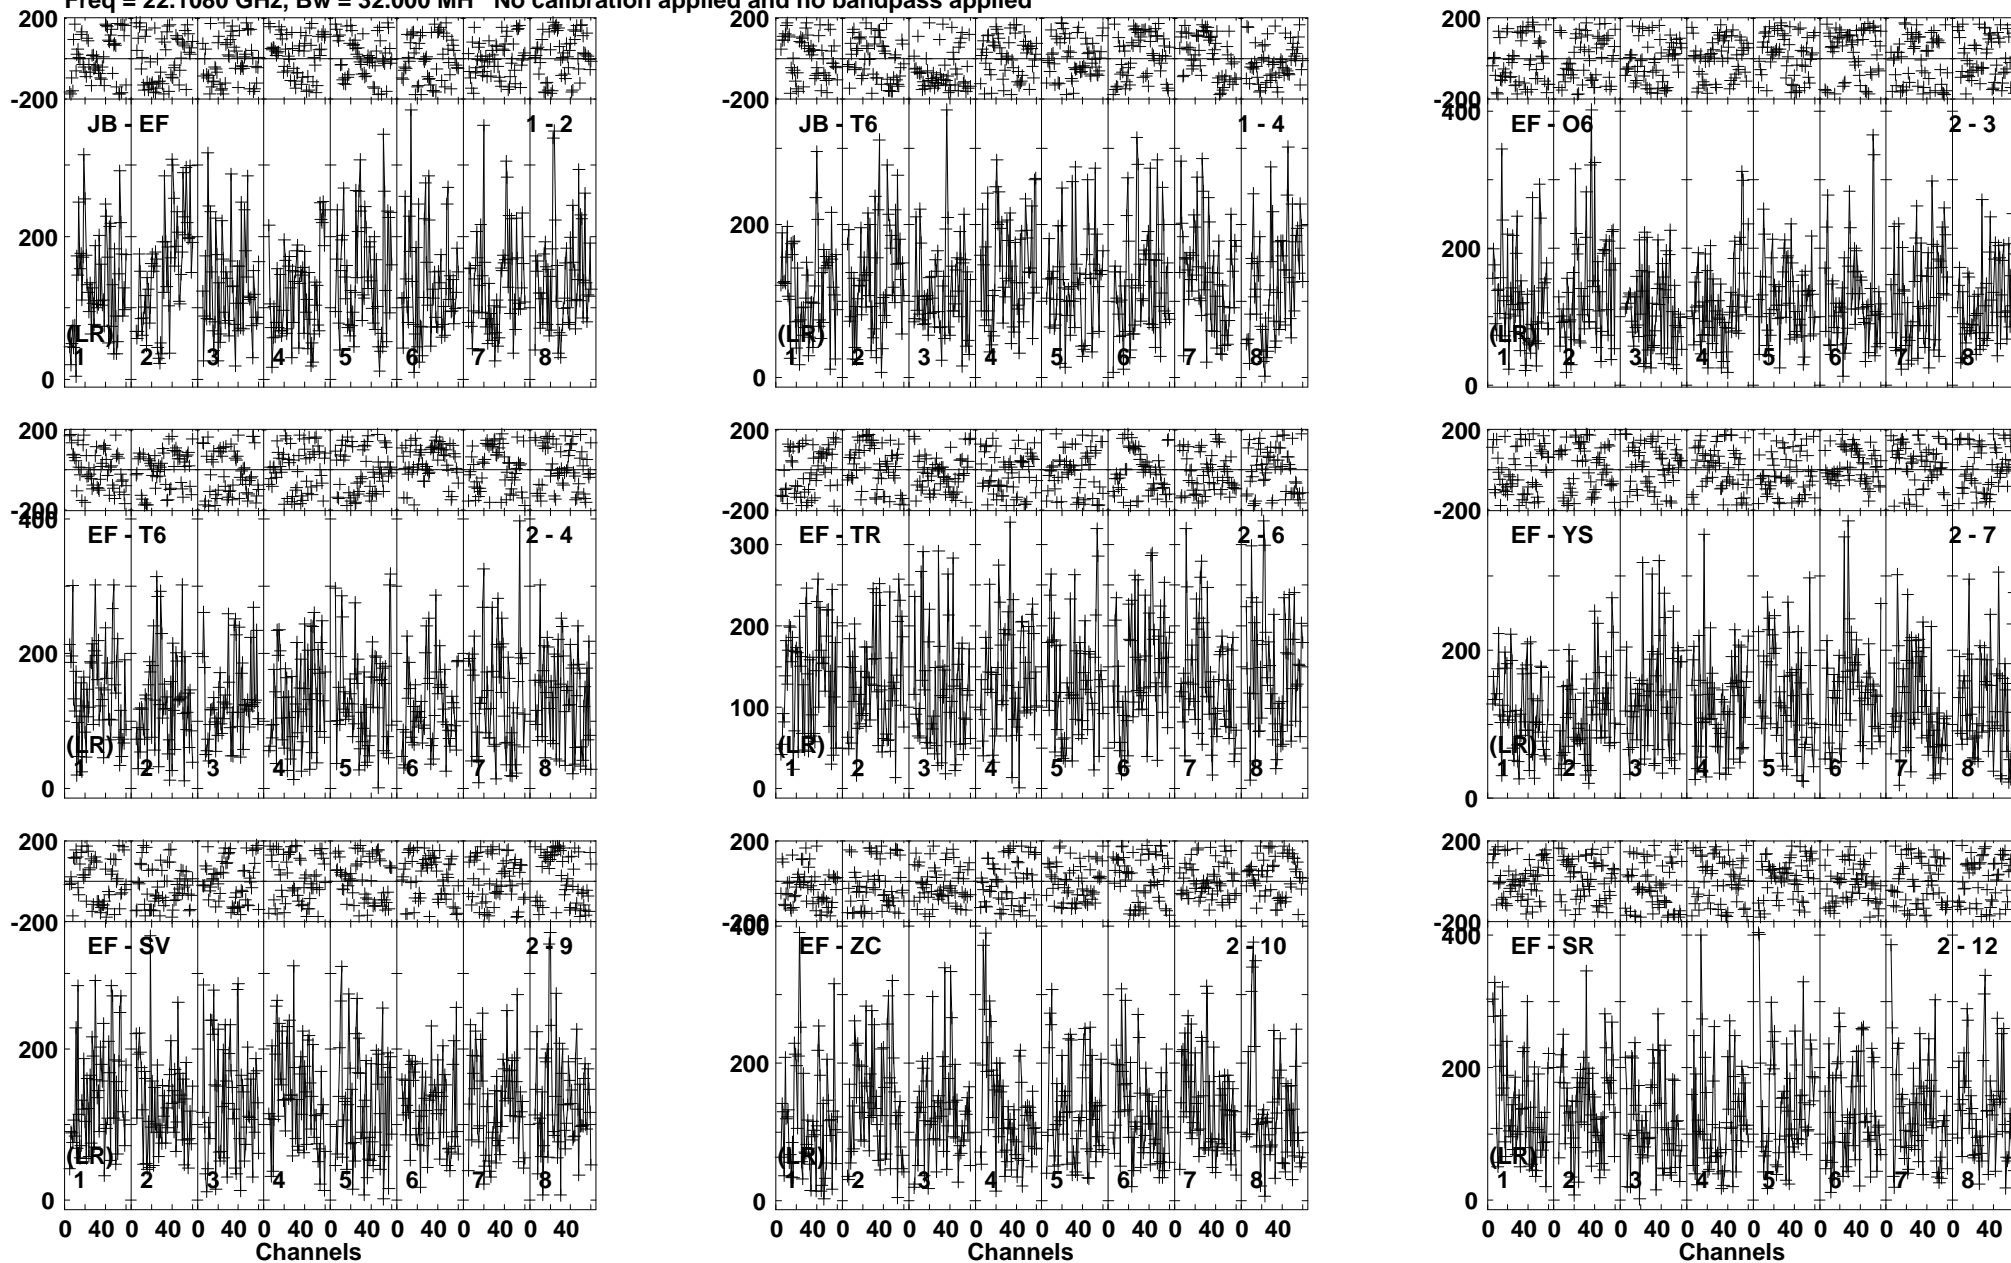 Freq = 22.1080 GHz, Bw = 32.000 MH No calibration applied and no bandpass applied
200 200 200
-200 -200 -200
400
JB - EF 1 - 2 JB - T6 1 - 4 EF - O6 2 - 3
200 200 200
(LR) (LR) (LR)
1 2 3 4 5 6 7 8 1 2 3 4 5 6 7 8 1 2 3 4 5 6 7 8
0 0 0
200 200 200
-200 -200 -200
400
EF - T6 2 - 4 EF - TR 2 - 6 EF - YS 2 - 7
300
200 200 200
100
(LR) (LR) (LR)
1 2 3 4 5 6 7 8 1 2 3 4 5 6 7 8 1 2 3 4 5 6 7 8
0 0 0
200 200 200
-200 -200 -200
400 400
EF - SV 2 - 9 EF - ZC 2 - 10 EF - SR 2 - 12
200 200 200
(LR) (LR) (LR)
1 2 3 4 5 6 7 8 1 2 3 4 5 6 7 8 1 2 3 4 5 6 7 8
0 0 0
0 40 0 40 0 40 0 40 0 40 0 40 0 40 0 40 0 40 0 40 0 40 0 40 0 40 0 40 0 40 0 40 0 40 0 40 0 40 0 40 0 40 0 40 0 40 0 40
Channels Channels Channels